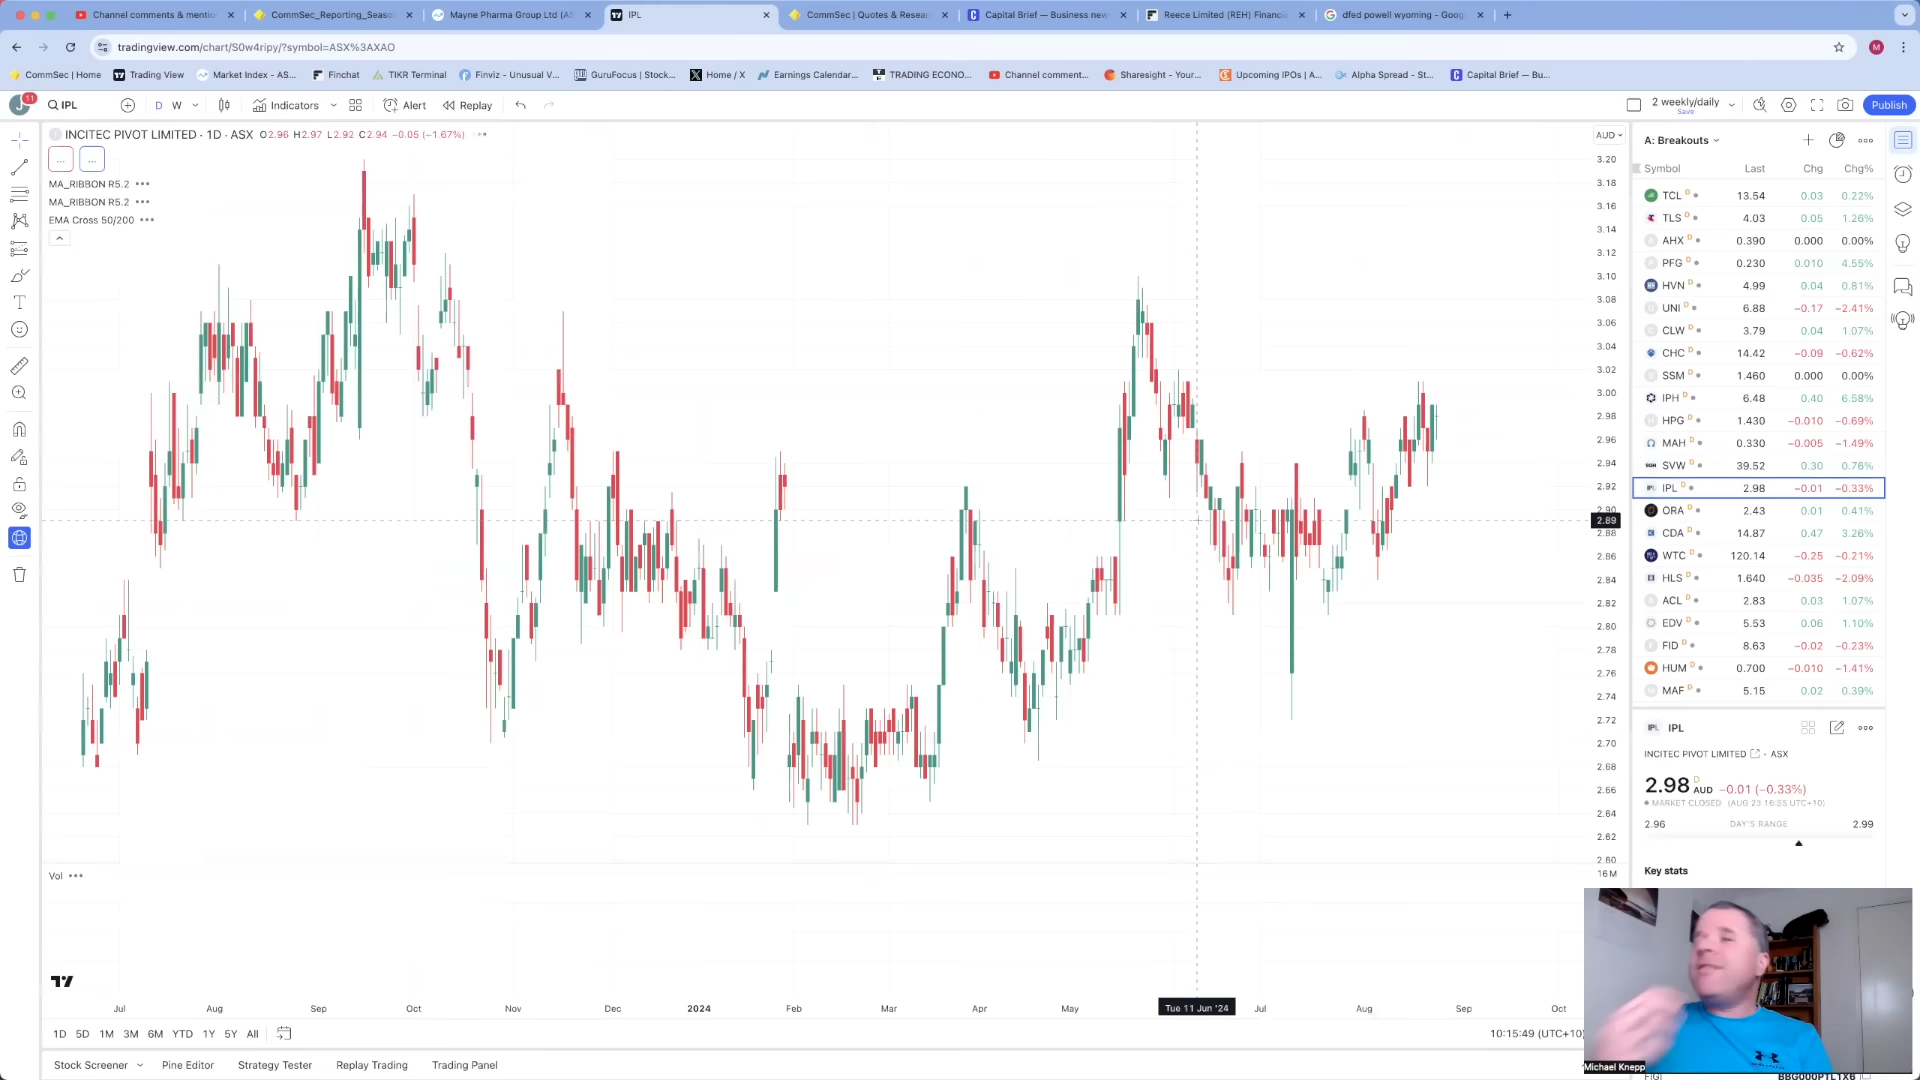 Channel comments & mentio
CommSec_Reporting_Seaso
Mayne Pharma Group Ltd (A
IPL
CommSec | Quotes & Resear
Capital Brief — Business new
Reece Limited (REH) Financia
dfed powell wyoming - Goog
tradingview.com/chart/S0w4ripy/?symbol=ASX%3AXAO
M
CommSec | Home
Trading View
Market Index - AS...
Finchat
TIKR Terminal
Finviz - Unusual V...
GuruFocus | Stock...
Home / X
Earnings Calendar...
TRADING ECONO...
Channel comment...
Sharesight - Your...
Upcoming IPOs | A...
Alpha Spread - St...
Capital Brief — Bu...
J 11
IPL
D W
Indicators
Alert
Replay
2 weekly/daily
Save
Publish
INCITEC PIVOT LIMITED · 1D · ASX O2.96 H2.97 L2.92 C2.94 −0.05 (−1.67%)
MA_RIBBON R5.2
MA_RIBBON R5.2
EMA Cross 50/200
AUD
3.20
3.18
3.16
3.14
3.12
3.10
3.08
3.06
3.04
3.02
3.00
2.98
2.96
2.94
2.92
2.90
2.89
2.88
2.86
2.84
2.82
2.80
2.78
2.76
2.74
2.72
2.70
2.68
2.66
2.64
2.62
2.60
16 M
Vol
Jul Aug Sep Oct Nov Dec 2024 Feb Mar Apr May Tue 11 Jun '24 Jul Aug Sep Oct
1D 5D 1M 3M 6M YTD 1Y 5Y All
10:15:49 (UTC+10)
Stock Screener
Pine Editor
Strategy Tester
Replay Trading
Trading Panel
A: Breakouts
Symbol Last Chg Chg%
TCL D 13.54 0.03 0.22%
TLS D 4.03 0.05 1.26%
AHX D 0.390 0.000 0.00%
PFG D 0.230 0.010 4.55%
HVN D 4.99 0.04 0.81%
UNI D 6.88 −0.17 −2.41%
CLW D 3.79 0.04 1.07%
CHC D 14.42 −0.09 −0.62%
SSM D 1.460 0.000 0.00%
IPH D 6.48 0.40 6.58%
HPG D 1.430 −0.010 −0.69%
MAH D 0.330 −0.005 −1.49%
SVW D 39.52 0.30 0.76%
IPL D 2.98 −0.01 −0.33%
ORA D 2.43 0.01 0.41%
CDA D 14.87 0.47 3.26%
WTC D 120.14 −0.25 −0.21%
HLS D 1.640 −0.035 −2.09%
ACL D 2.83 0.03 1.07%
EDV D 5.53 0.06 1.10%
FID D 8.63 −0.02 −0.23%
HUM D 0.700 −0.010 −1.41%
MAF D 5.15 0.02 0.39%
IPL IPL
INCITEC PIVOT LIMITED · ASX
2.98 D AUD −0.01 (−0.33%)
MARKET CLOSED (AUG 23 16:55 UTC+10)
2.96 DAY'S RANGE 2.99
Key stats
Michael Knepp
FIGI BBG000PTL1X6